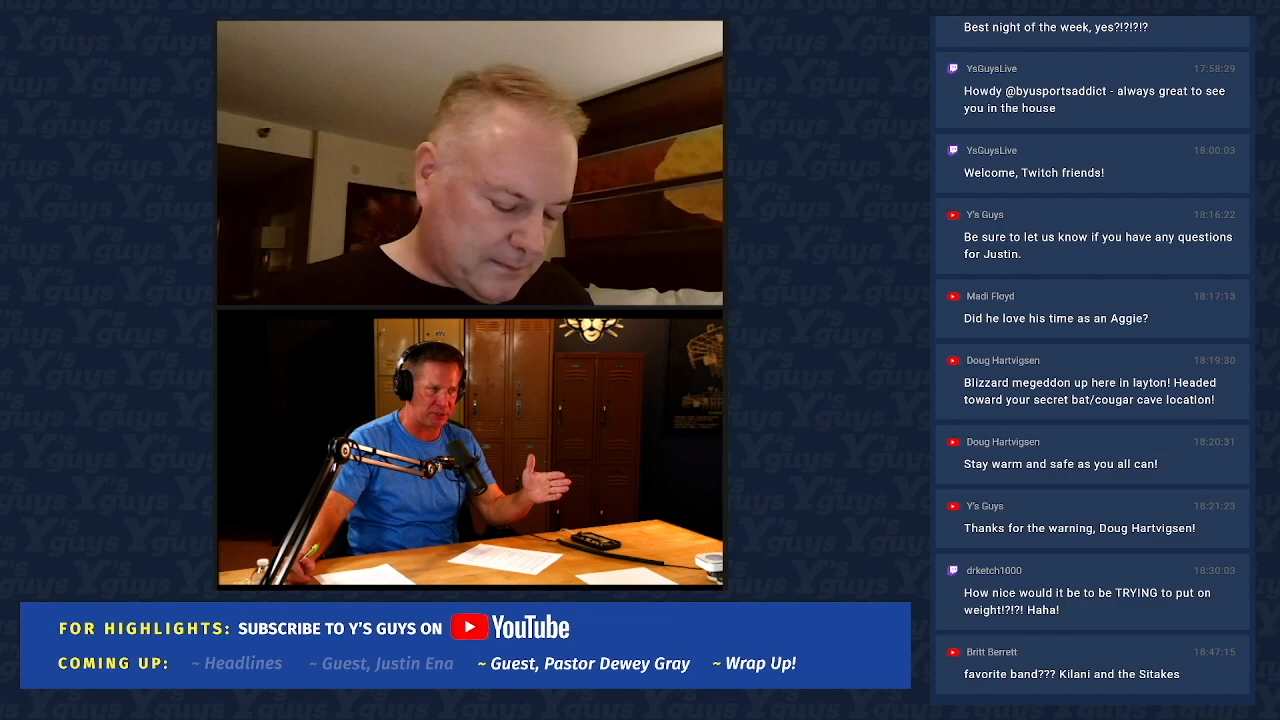 Best night of the week, yes?!?!?!?
YsGuysLive 17:58:29
Howdy @byusportsaddict - always great to see
you in the house
YsGuysLive 18:00:03
Welcome, Twitch friends!
Y's Guys 18:16:22
Be sure to let us know if you have any questions
for Justin.
Madi Floyd 18:17:13
Did he love his time as an Aggie?
Doug Hartvigsen 18:19:30
Blizzard megeddon up here in layton! Headed
toward your secret bat/cougar cave location!
Doug Hartvigsen 18:20:31
Stay warm and safe as you all can!
Y's Guys 18:21:23
Thanks for the warning, Doug Hartvigsen!
drketch1000 18:30:03
How nice would it be to be TRYING to put on
weight!?!?! Haha!
Britt Berrett 18:47:15
favorite band??? Kilani and the Sitakes
FOR HIGHLIGHTS: SUBSCRIBE TO Y'S GUYS ON YouTube
COMING UP: ~ Headlines ~ Guest, Justin Ena ~ Guest, Pastor Dewey Gray ~ Wrap Up!